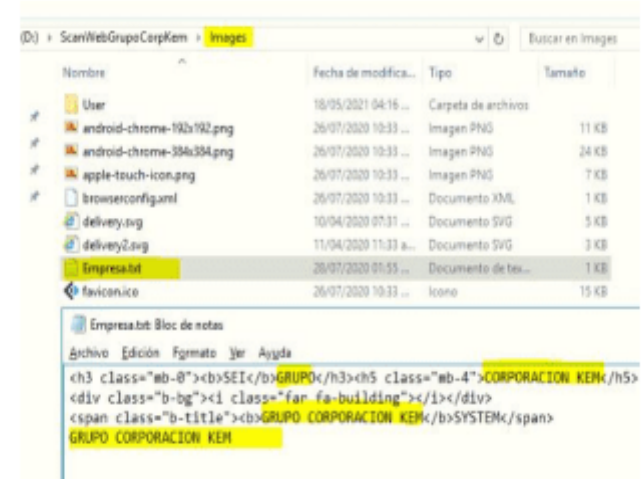 (D:) › ScanWebGrupoCorpKem › Images Buscar en Images
Nombre Fecha de modifica... Tipo Tamaño
User 18/05/2021 04:16 ... Carpeta de archivos
android-chrome-192x192.png 26/07/2020 10:33 ... Imagen PNG 11 KB
android-chrome-384x384.png 26/07/2020 10:33 ... Imagen PNG 24 KB
apple-touch-icon.png 26/07/2020 10:33 ... Imagen PNG 7 KB
browserconfig.xml 26/07/2020 10:33 ... Documento XML 1 KB
delivery.svg 10/04/2020 07:31 ... Documento SVG 5 KB
delivery2.svg 11/04/2020 11:33 a... Documento SVG 3 KB
Empresa.txt 28/07/2020 01:55 ... Documento de tex... 1 KB
favicon.ico 26/07/2020 10:33 ... Icono 15 KB
Empresa.txt: Bloc de notas
Archivo Edición Formato Ver Ayuda
<h3 class="mb-0"><b>SEI</b>GRUPO</h3><h5 class="mb-4">CORPORACION KEM</h5>
<div class="b-bg"><i class="far fa-building"></i></div>
<span class="b-title"><b>GRUPO CORPORACION KEM</b>SYSTEM</span>
GRUPO CORPORACION KEM